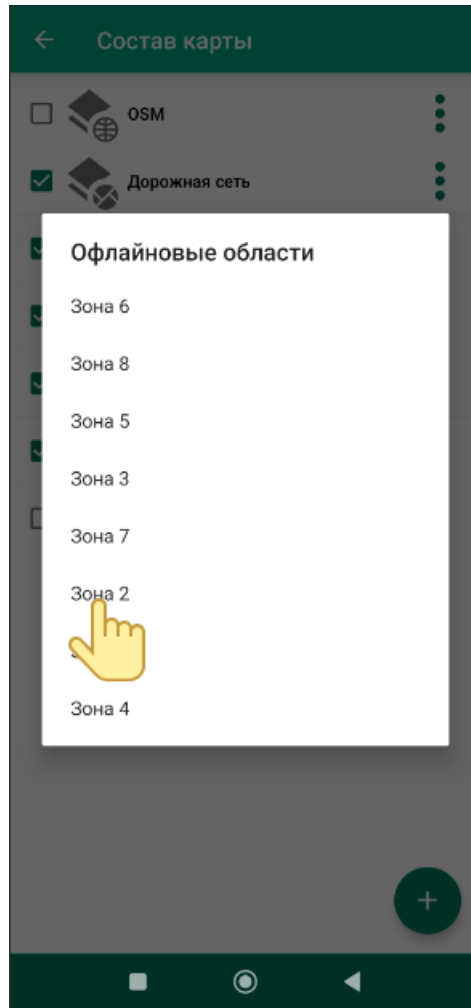 Состав карты
OSM
Дорожная сеть
Офлайновые области
Зона 6
Зона 8
Зона 5
Зона 3
Зона 7
Зона 2
Зона 4